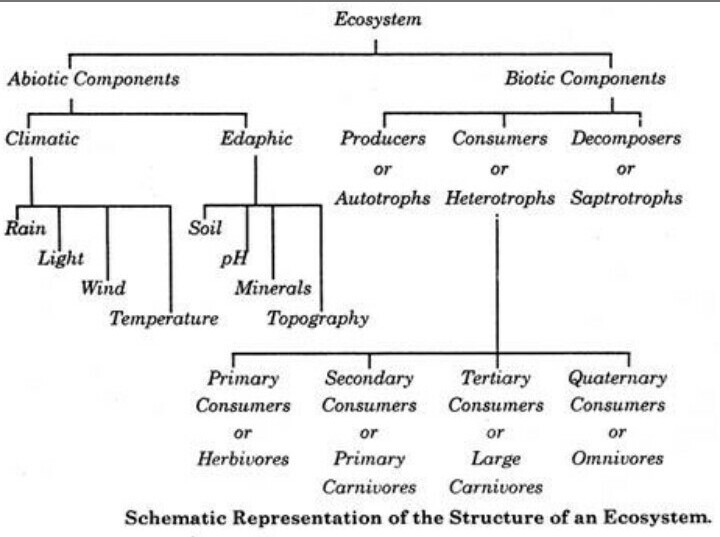 Ecosystem
Abiotic Components Biotic Components
Climatic Edaphic Producers Consumers Decomposers
or or or
Autotrophs Heterotrophs Saptrotrophs
Rain Soil
Light pH
Wind Minerals
Temperature Topography
Primary Secondary Tertiary Quaternary
Consumers Consumers Consumers Consumers
or or or or
Herbivores Primary Large Omnivores
Carnivores Carnivores
Schematic Representation of the Structure of an Ecosystem.